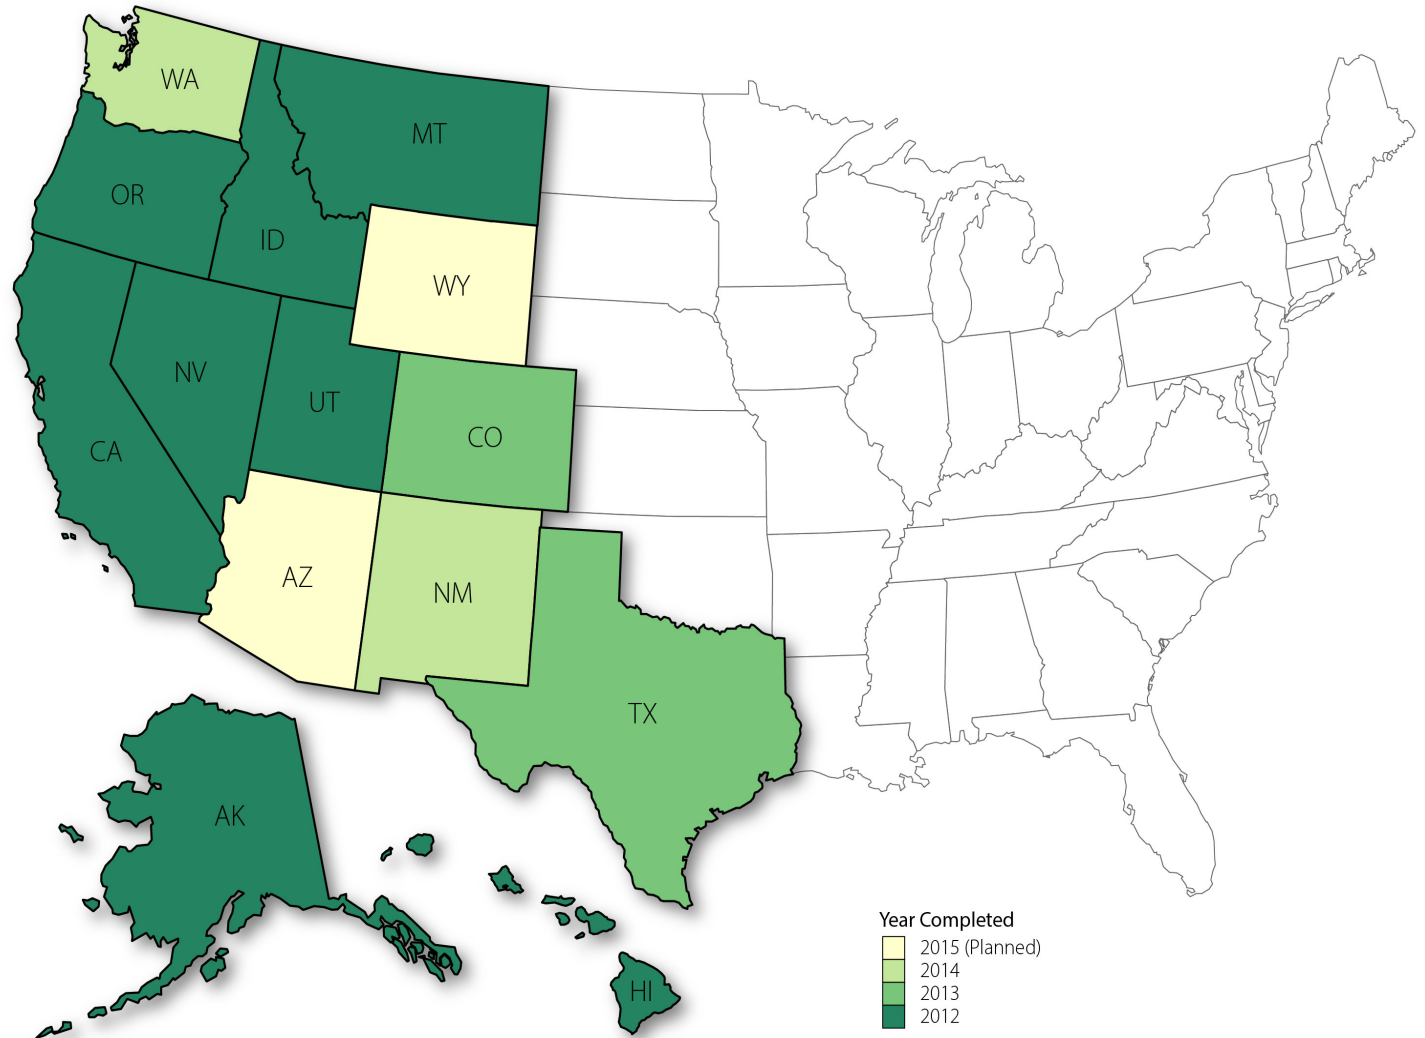 WA
MT
OR
ID
WY
NV
UT
CO
CA
AZ
NM
TX
AK
HI
Year Completed
2015 (Planned)
2014
2013
2012